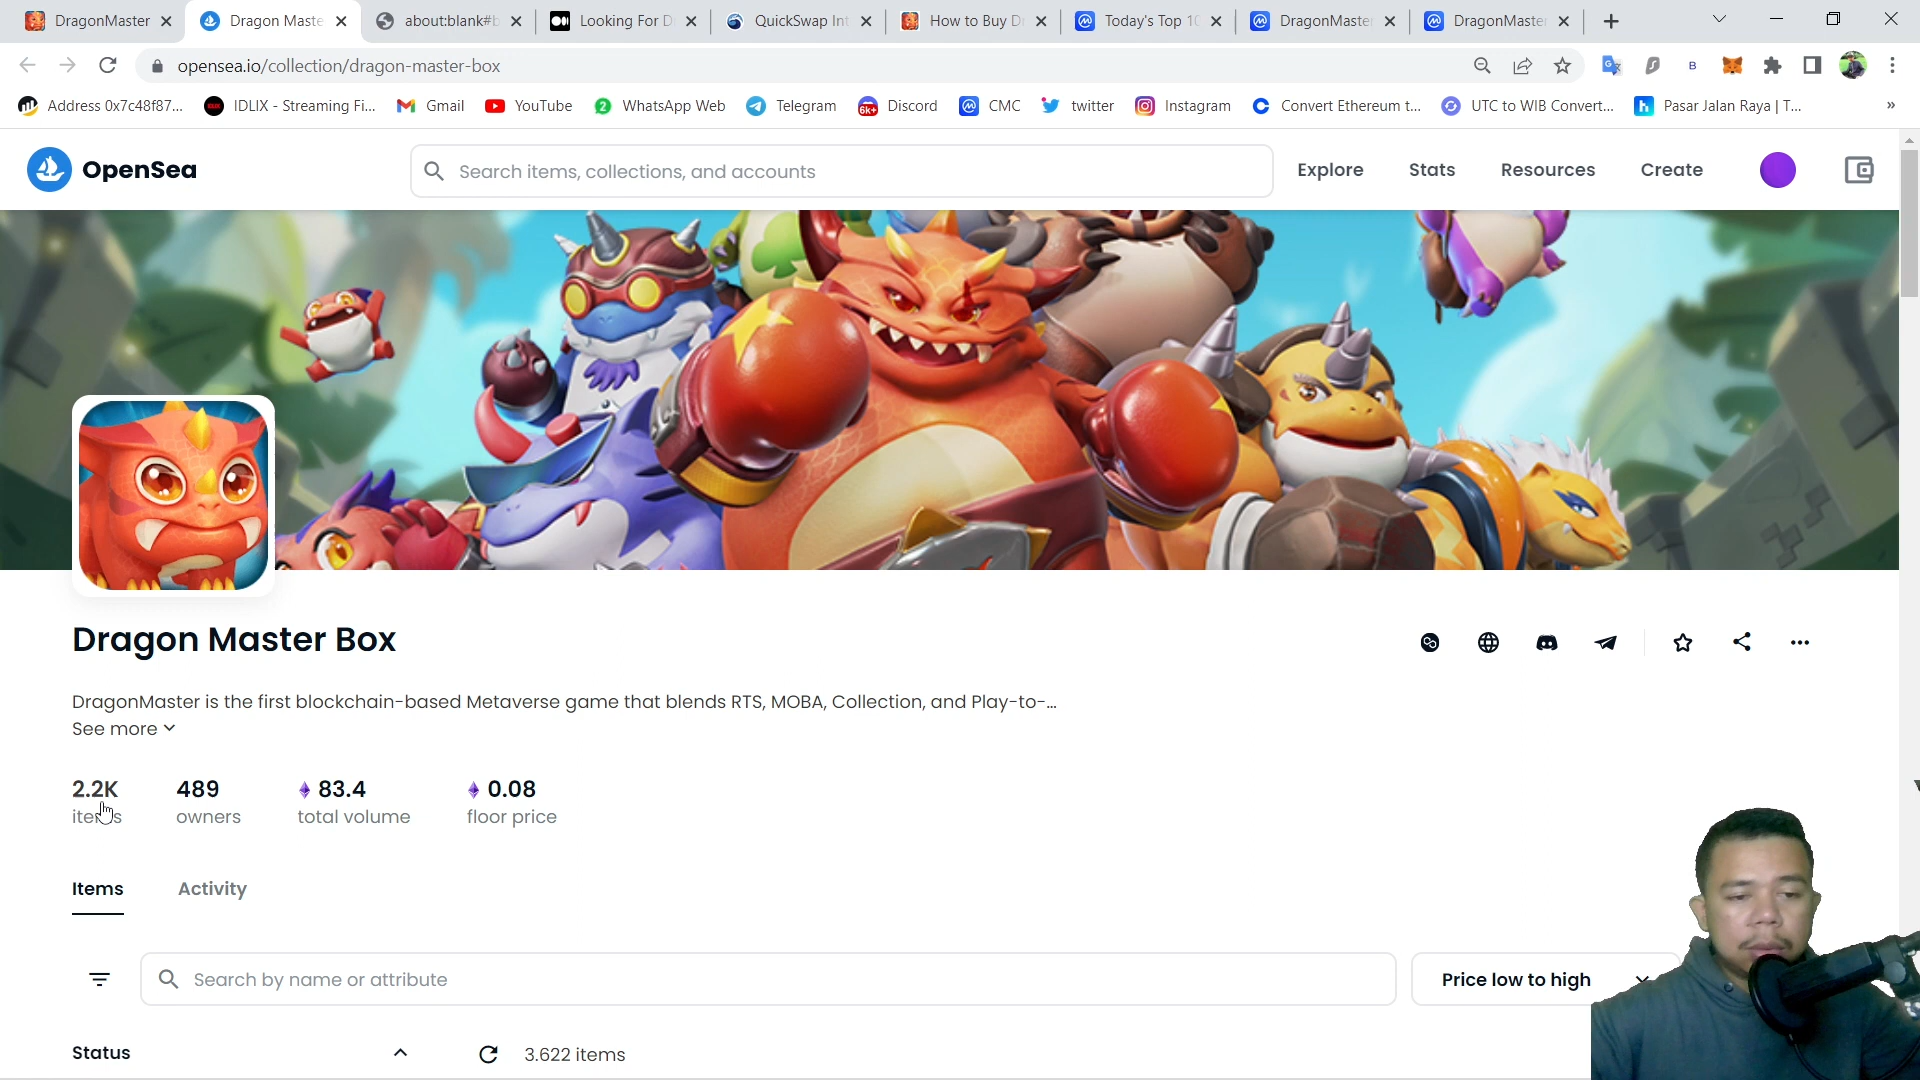 DragonMaster
Dragon Maste
about:blank#b
Looking For D
QuickSwap Int
How to Buy Dr
Today's Top 10
DragonMaster
DragonMaster
opensea.io/collection/dragon-master-box
Address 0x7c48f87...
IDLIX - Streaming Fi...
Gmail
YouTube
WhatsApp Web
Telegram
Discord
CMC
twitter
Instagram
Convert Ethereum t...
UTC to WIB Convert...
Pasar Jalan Raya | T...
OpenSea
Search items, collections, and accounts
Explore
Stats
Resources
Create
Dragon Master Box
DragonMaster is the first blockchain-based Metaverse game that blends RTS, MOBA, Collection, and Play-to-...
See more
2.2K
489
83.4
0.08
items
owners
total volume
floor price
Items
Activity
Search by name or attribute
Price low to high
Status
3.622 items